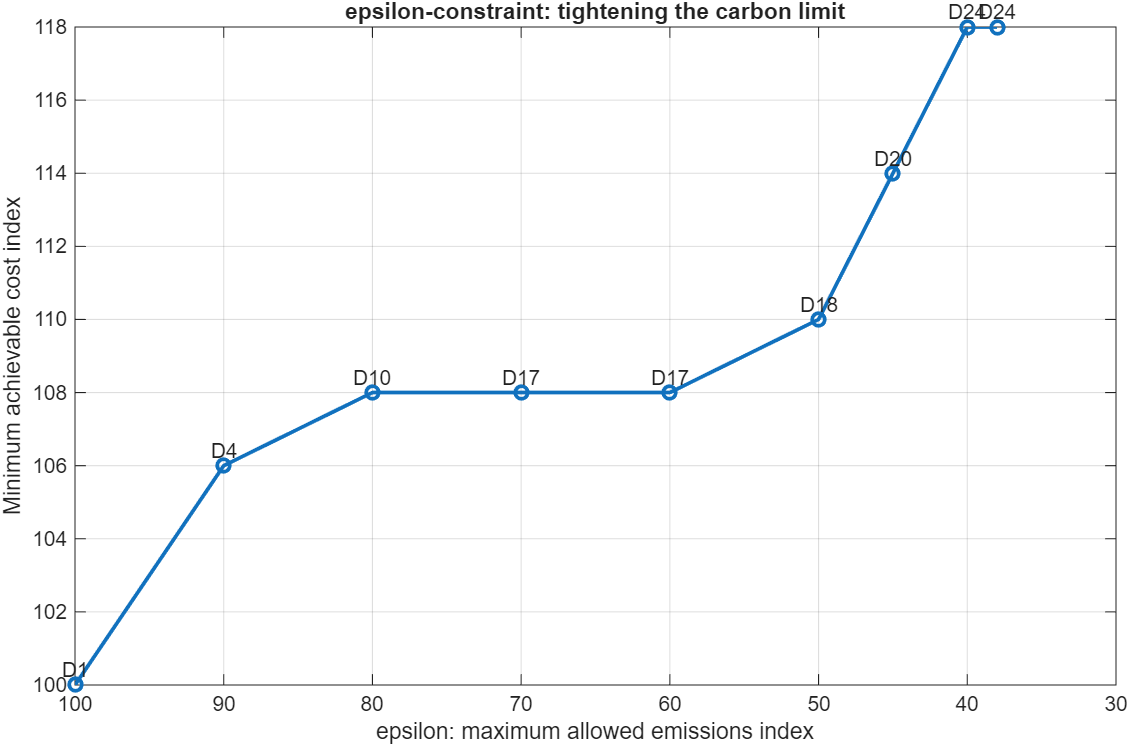 epsilon-constraint: tightening the carbon limit
D24 D24
118
116
114
D20
112
110
D18
108
D10 D17 D17
106
D4
104
102
100
D1
100 90 80 70 60 50 40 30
epsilon: maximum allowed emissions index
Minimum achievable cost index